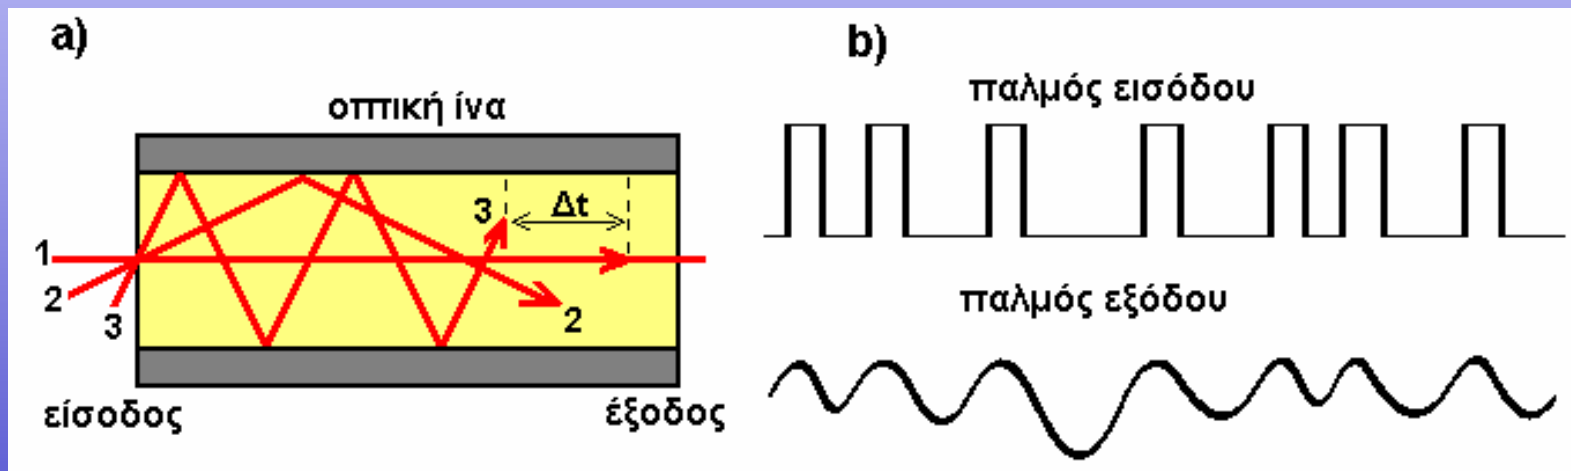 a)
οπτική ίνα
3
Δt
1
2
3
2
είσοδος
έξοδος
b)
παλμός εισόδου
παλμός εξόδου